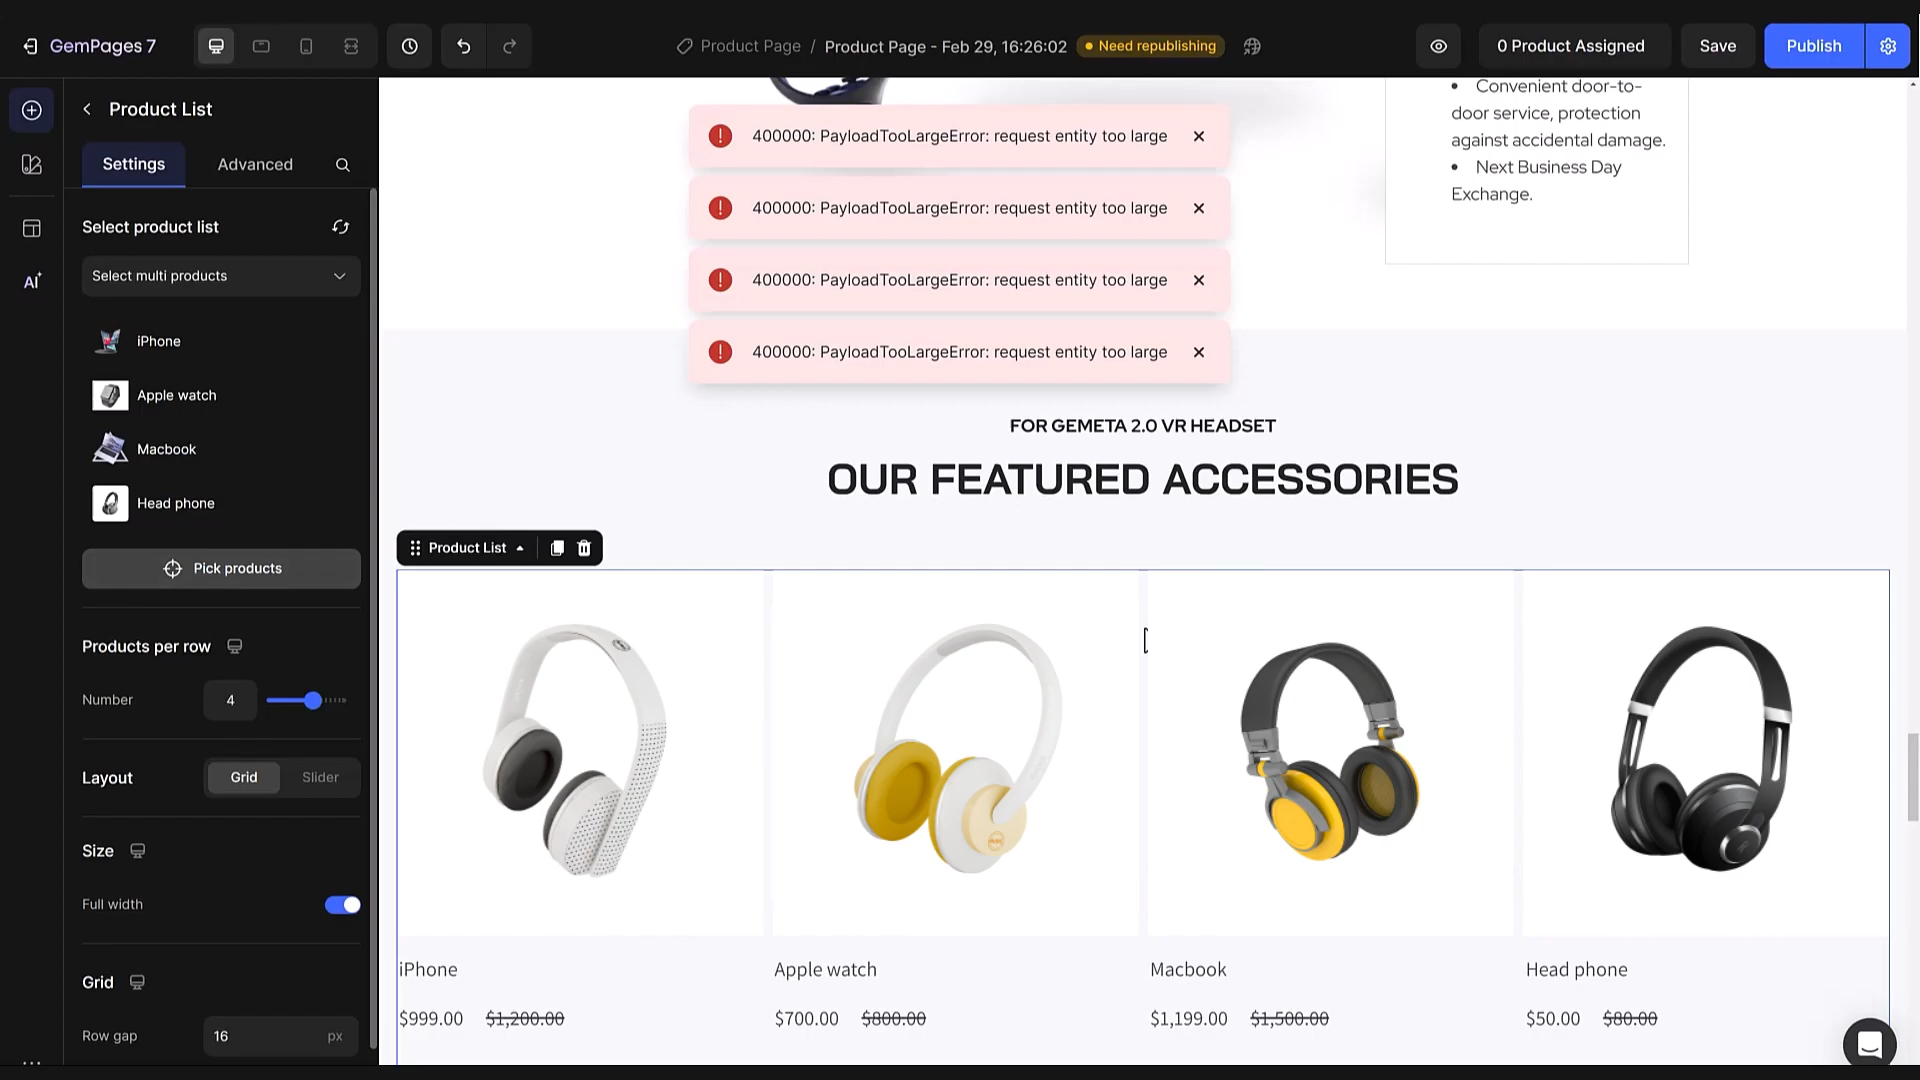 GemPages 7
Product Page / Product Page - Feb 29, 16:26:02
Need republishing
0 Product Assigned
Save
Publish
Product List
Settings
Advanced
Select product list
Select multi products
iPhone
Apple watch
Macbook
Head phone
Pick products
Products per row
Number
4
Layout
Grid
Slider
Size
Full width
Grid
Row gap
16
px
AI
• Convenient door-to-
door service, protection
against accidental damage.
• Next Business Day
Exchange.
400000: PayloadTooLargeError: request entity too large
400000: PayloadTooLargeError: request entity too large
400000: PayloadTooLargeError: request entity too large
400000: PayloadTooLargeError: request entity too large
FOR GEMETA 2.0 VR HEADSET
OUR FEATURED ACCESSORIES
Product List
iPhone
$999.00 $1,200.00
Apple watch
$700.00 $800.00
Macbook
$1,199.00 $1,500.00
Head phone
$50.00 $80.00